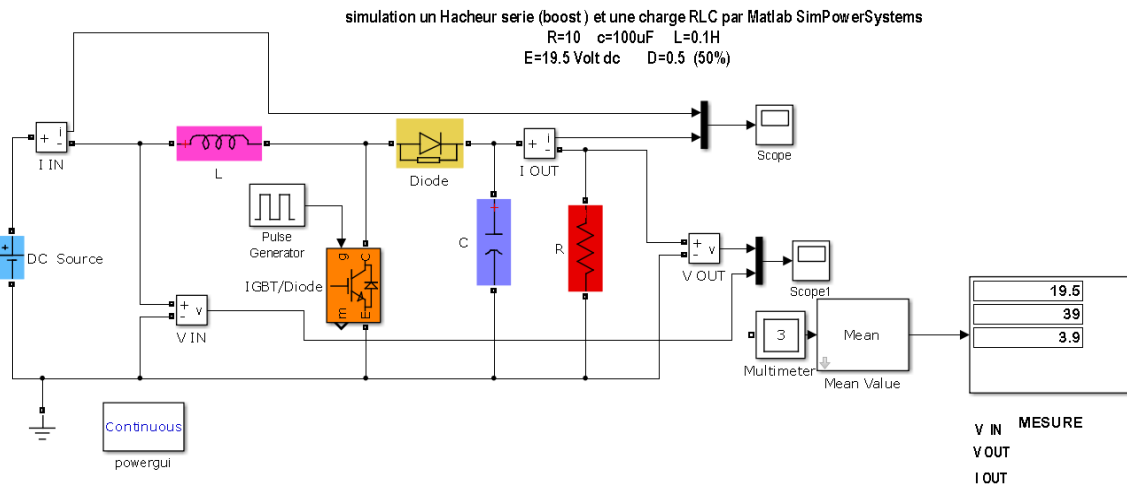 simulation un Hacheur serie (boost) et une charge RLC par Matlab SimPowerSystems
R=10 c=100uF L=0.1H
E=19.5 Volt dc D=0.5 (50%)
+ i
-
I IN
L
Diode
+ i
-
I OUT
Scope
Pulse
Generator
DC Source
+
C
R
g C
m E
IGBT/Diode
+ v
-
V IN
+ v
-
V OUT
Scope1
3
Multimeter
Mean
Mean Value
19.5
39
3.9
Continuous
powergui
V IN MESURE
V OUT
I OUT